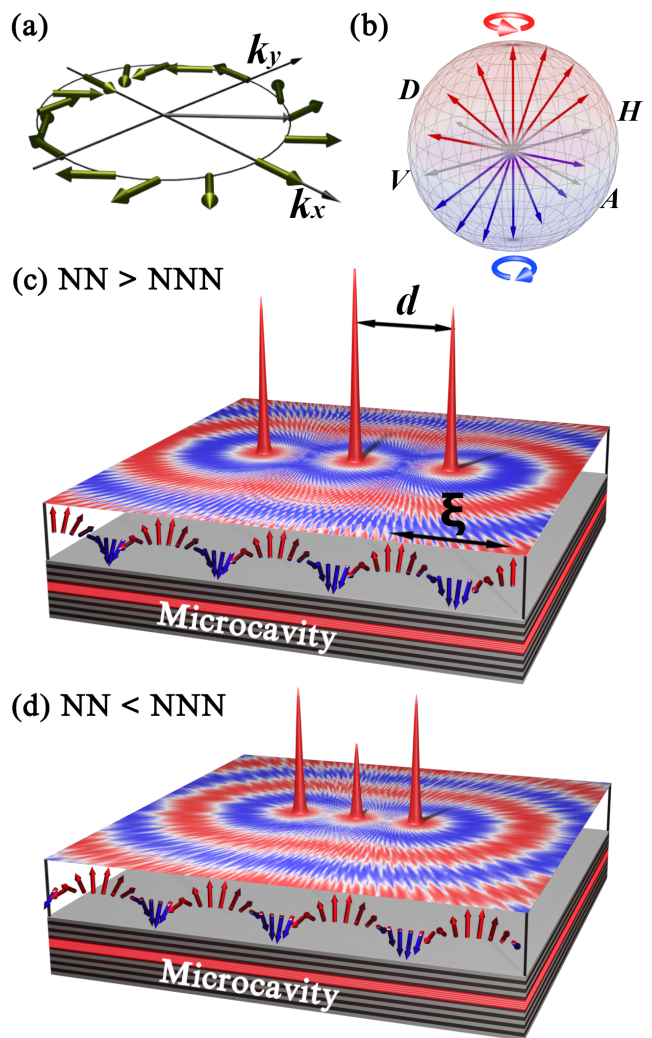 (a)
k_y
k_x
(b)
D
H
V
A
(c) NN > NNN
d
ξ
Microcavity
(d) NN < NNN
Microcavity